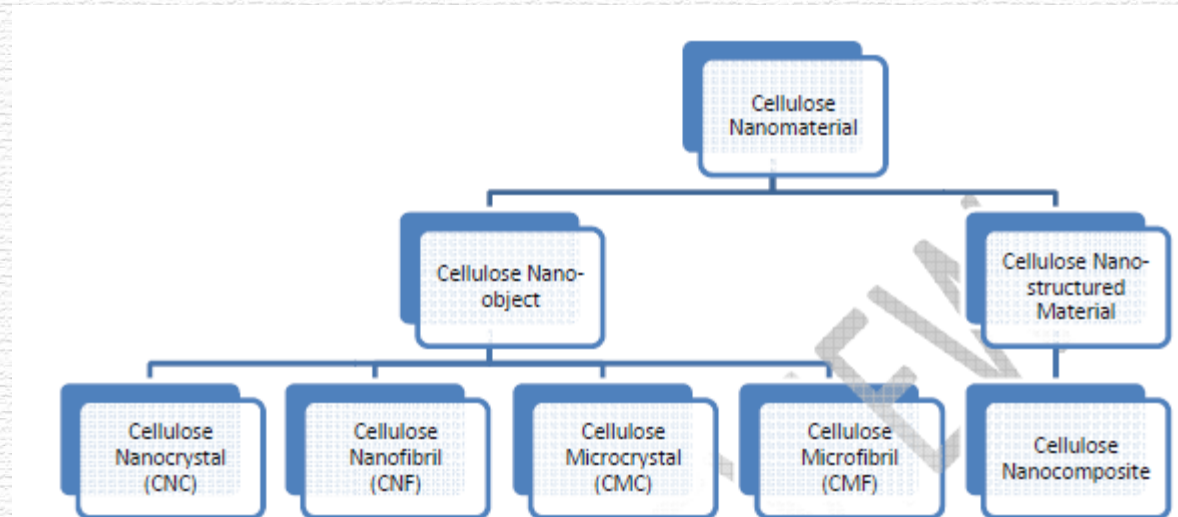 Cellulose
Nanomaterial
Cellulose Nano-
object
Cellulose Nano-
structured
Material
Cellulose
Nanocrystal
(CNC)
Cellulose
Nanofibril
(CNF)
Cellulose
Microcrystal
(CMC)
Cellulose
Microfibril
(CMF)
Cellulose
Nanocomposite